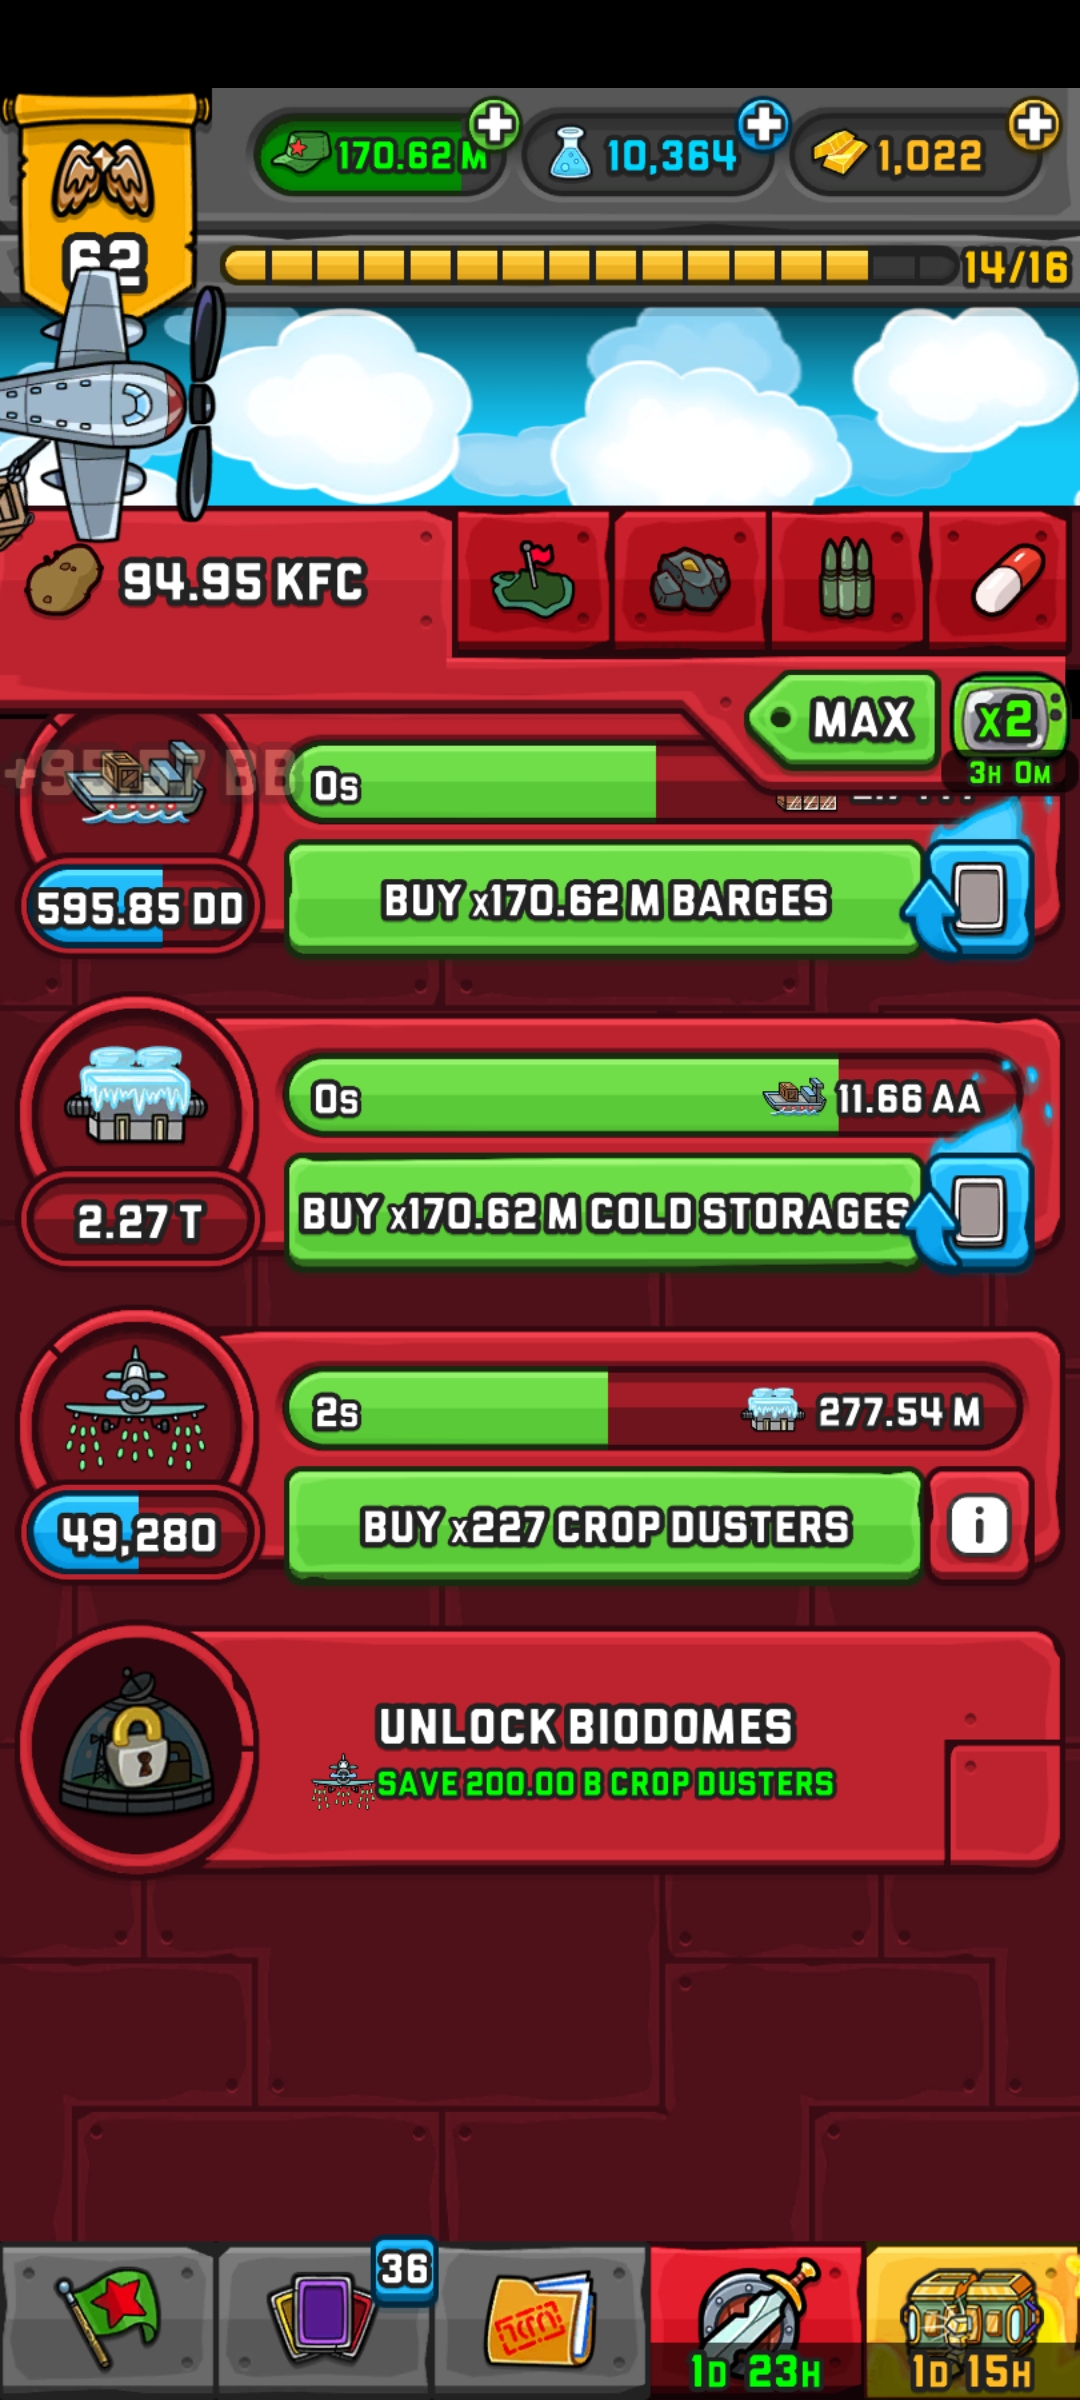 170.62 M
10,364
1,022
62
14/16
94.95 KFC
MAX
x2
3H 0M
0s
595.85 DD
BUY x170.62 M BARGES
0s
11.66 AA
2.27 T
BUY x170.62 M COLD STORAGES
2s
277.54 M
49,280
BUY x227 CROP DUSTERS
i
UNLOCK BIODOMES
SAVE 200.00 B CROP DUSTERS
36
1D 23H
1D 15H